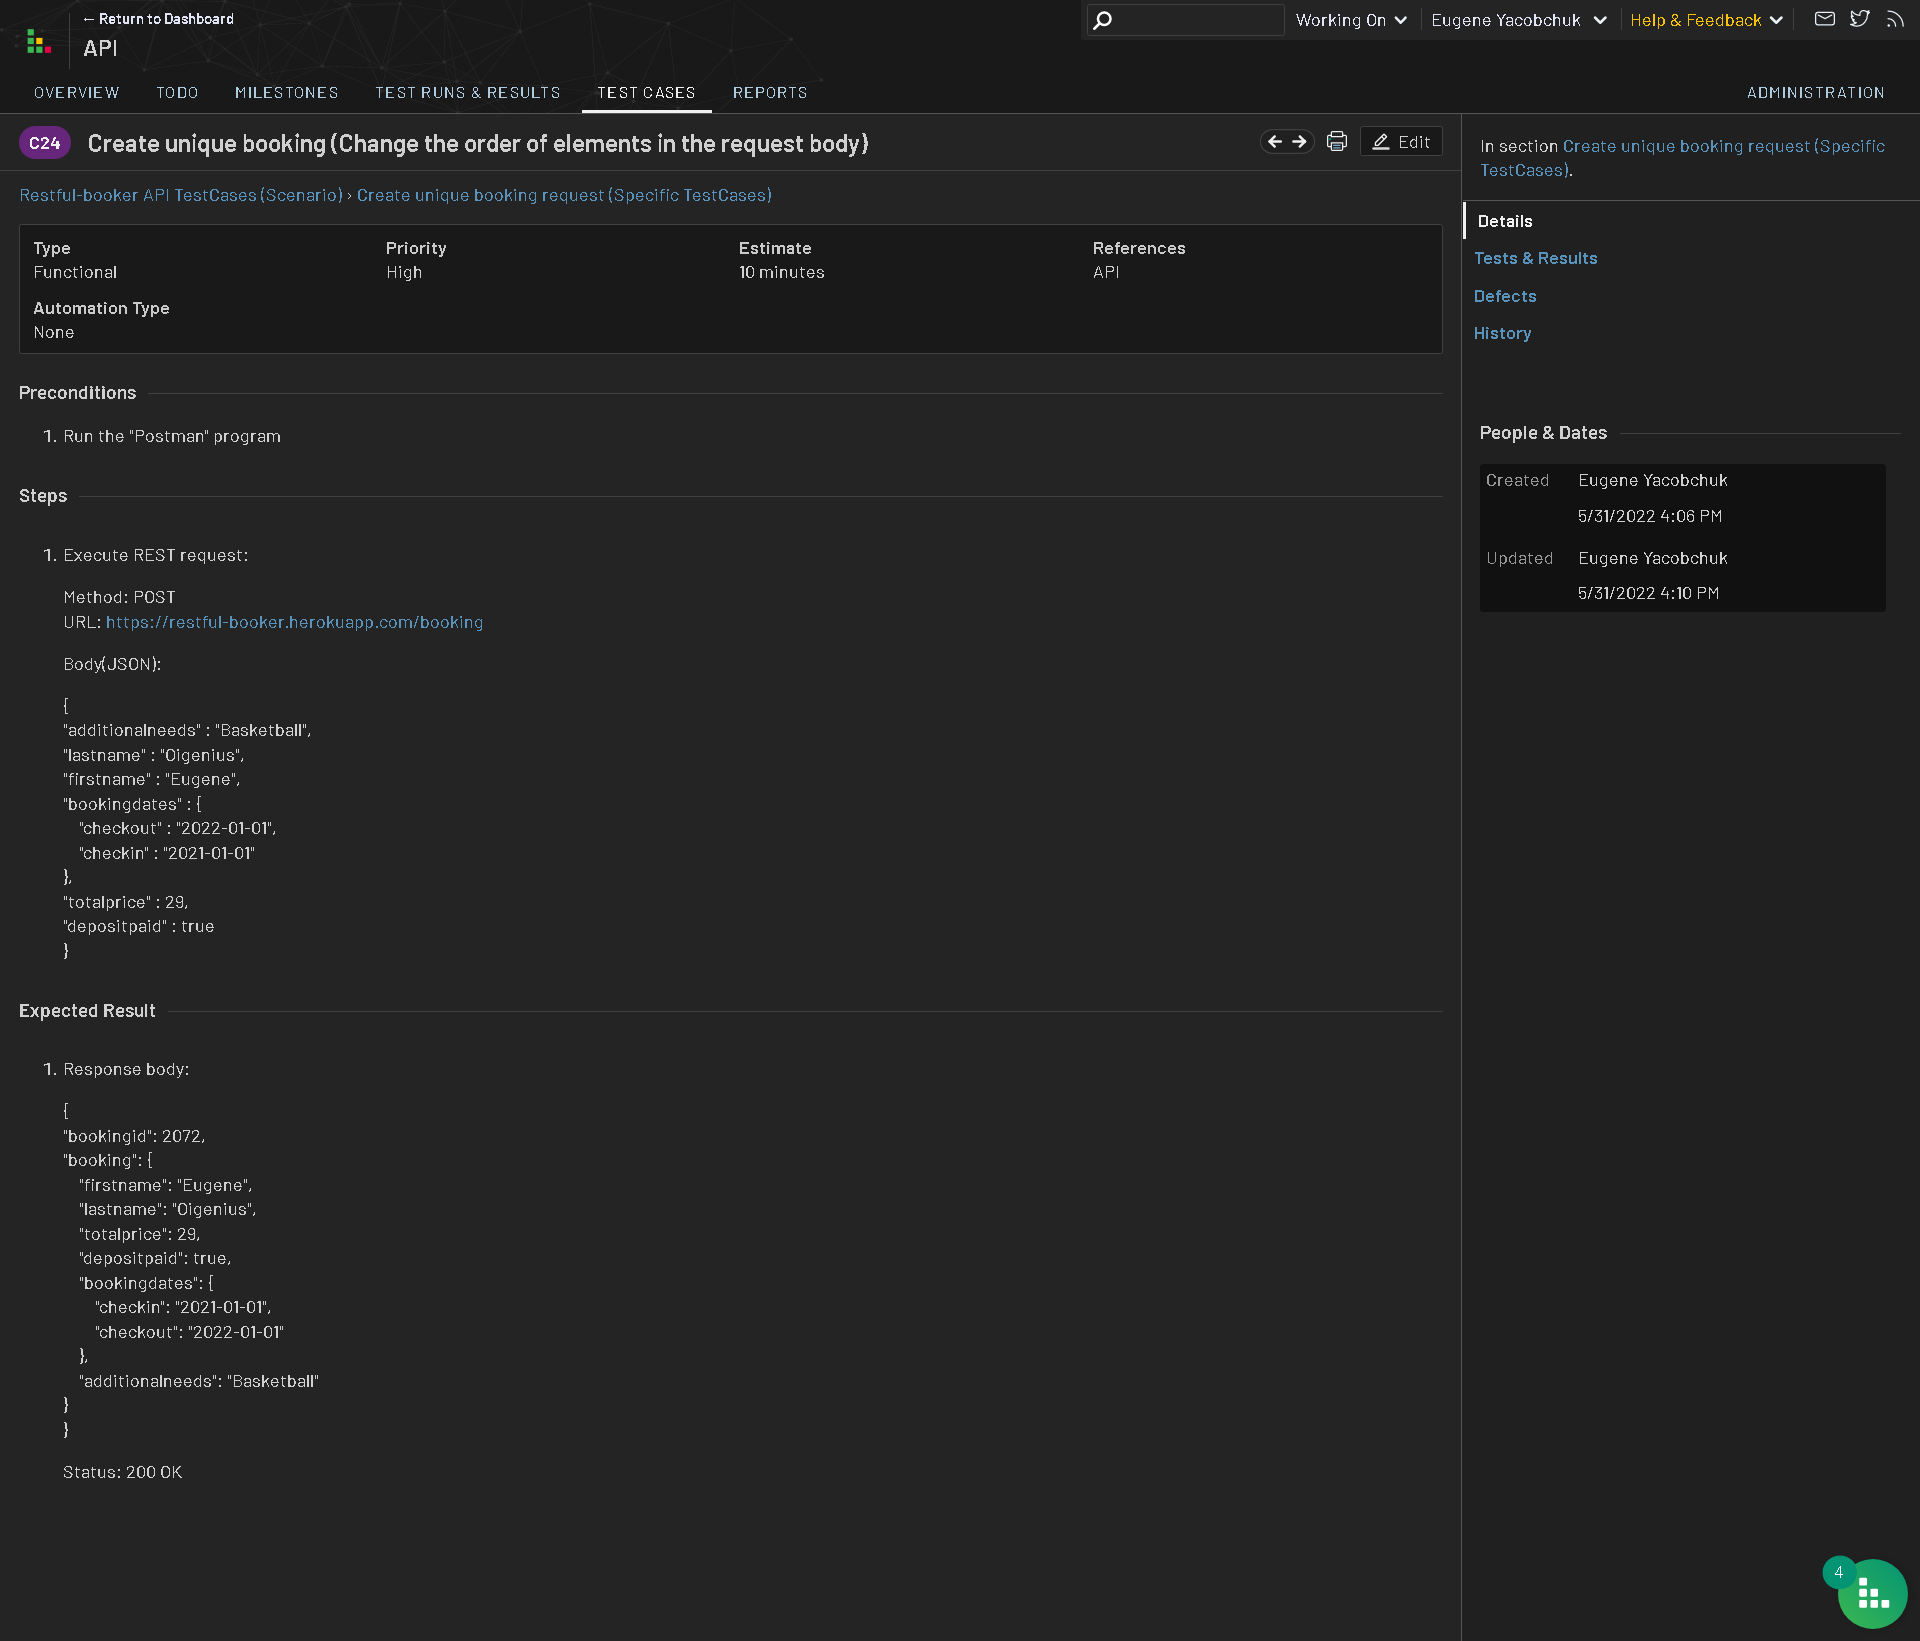 ← Return to Dashboard
API
Working On
Eugene Yacobchuk
Help & Feedback
OVERVIEW
TODO
MILESTONES
TEST RUNS & RESULTS
TEST CASES
REPORTS
ADMINISTRATION
C24
Create unique booking (Change the order of elements in the request body)
Edit
Restful-booker API TestCases (Scenario) › Create unique booking request (Specific TestCases)
Type
Functional
Priority
High
Estimate
10 minutes
References
API
Automation Type
None
Preconditions
1. Run the "Postman" program
Steps
1. Execute REST request:
Method: POST
URL: https://restful-booker.herokuapp.com/booking
Body(JSON):
{
"additionalneeds" : "Basketball",
"lastname" : "Oigenius",
"firstname" : "Eugene",
"bookingdates" : {
"checkout" : "2022-01-01",
"checkin" : "2021-01-01"
},
"totalprice" : 29,
"depositpaid" : true
}
Expected Result
1. Response body:
{
"bookingid": 2072,
"booking": {
"firstname": "Eugene",
"lastname": "Oigenius",
"totalprice": 29,
"depositpaid": true,
"bookingdates": {
"checkin": "2021-01-01",
"checkout": "2022-01-01"
},
"additionalneeds": "Basketball"
}
}
Status: 200 OK
In section Create unique booking request (Specific
TestCases).
Details
Tests & Results
Defects
History
People & Dates
Created
Eugene Yacobchuk
5/31/2022 4:06 PM
Updated
Eugene Yacobchuk
5/31/2022 4:10 PM
4